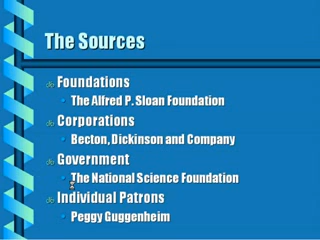 The Sources
Foundations
The Alfred P. Sloan Foundation
Corporations
Becton, Dickinson and Company
Government
The National Science Foundation
Individual Patrons
Peggy Guggenheim